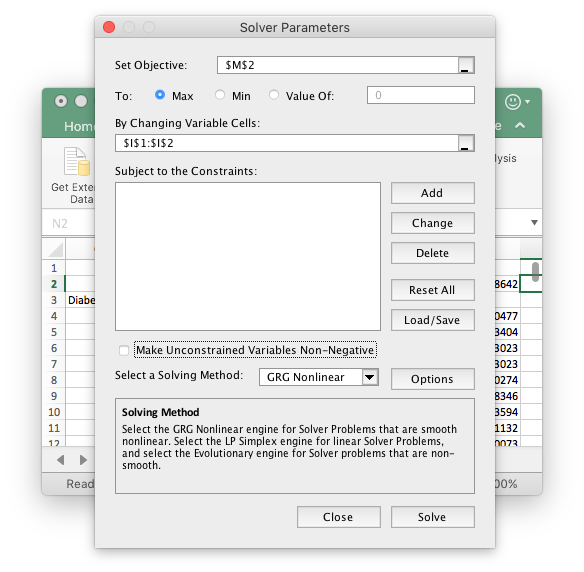 Solver Parameters
Set Objective: $M$2
To: Max Min Value Of: 0
By Changing Variable Cells:
$I$1:$I$2
Subject to the Constraints:
Add
Change
Delete
Reset All
Load/Save
Make Unconstrained Variables Non-Negative
Select a Solving Method: GRG Nonlinear Options
Solving Method
Select the GRG Nonlinear engine for Solver Problems that are smooth
nonlinear. Select the LP Simplex engine for linear Solver Problems,
and select the Evolutionary engine for Solver problems that are non-
smooth.
Close Solve
Hom
e
Get Exte
Data
lysis
N2
1
2 8642
3 Diabe
4 0477
5 3404
6 3023
7 3023
8 0274
9 8346
10 3594
11 1132
12 0073
Read
00%